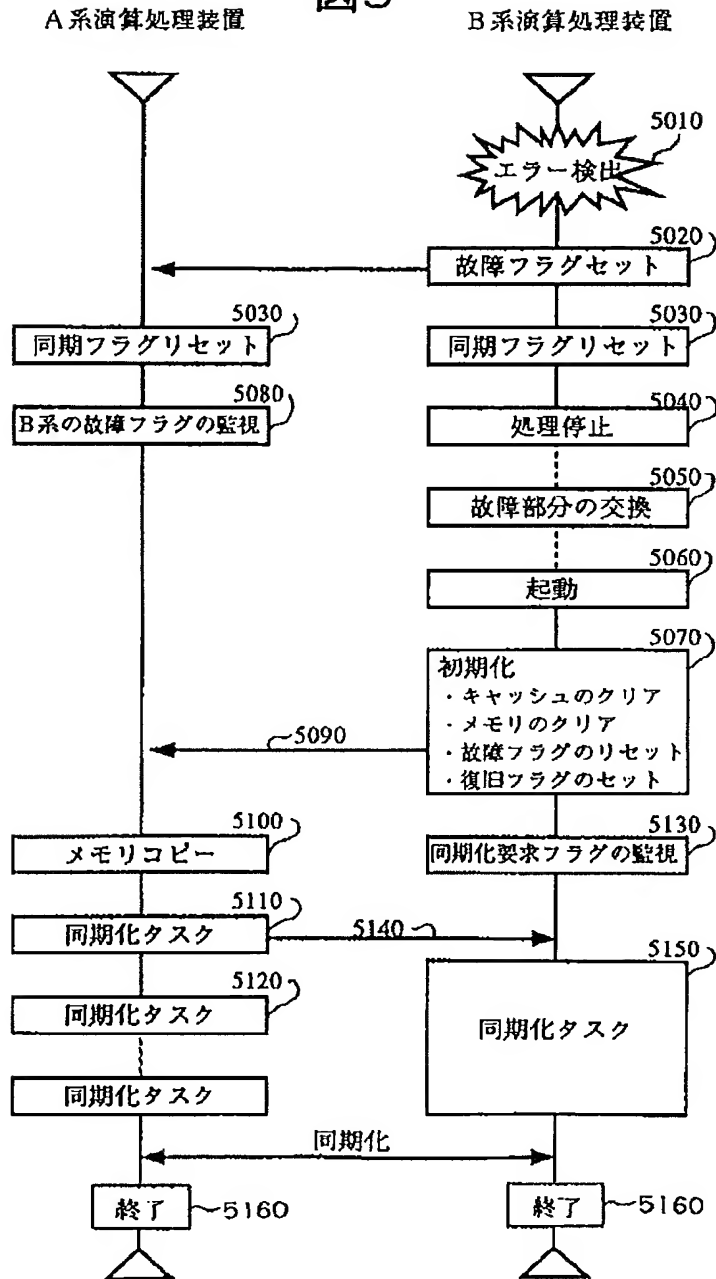 A系演算処理装置
B系演算処理装置
5010
エラー検出
5020
故障フラグセット
5030
同期フラグリセット
5030
同期フラグリセット
5080
B系の故障フラグの監視
5040
処理停止
5050
故障部分の交換
5060
起動
5070
初期化
・キャッシュのクリア
・メモリのクリア
・故障フラグのリセット
・復旧フラグのセット
5090
5100
メモリコピー
5130
同期化要求フラグの監視
5110
同期化タスク
5140
5120
同期化タスク
5150
同期化タスク
同期化タスク
同期化
終了
5160
終了
5160